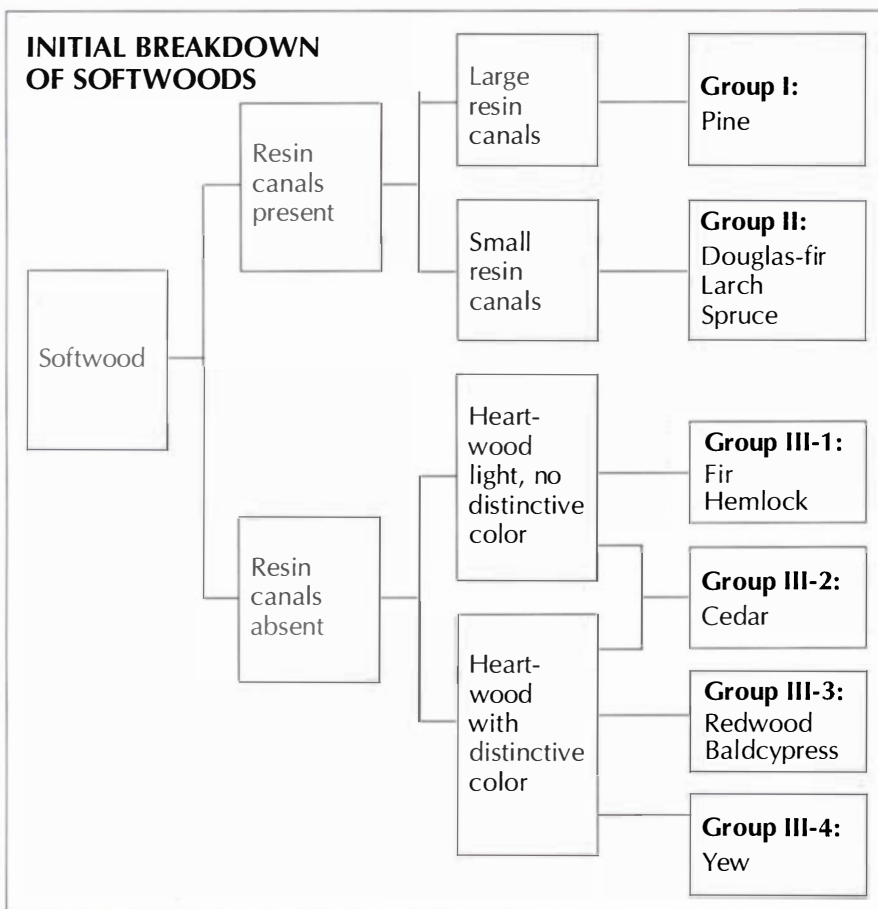 INITIAL BREAKDOWN
OF SOFTWOODS
Softwood
Resin
canals
present
Large
resin
canals
Group I:
Pine
Small
resin
canals
Group II:
Douglas-fir
Larch
Spruce
Resin
canals
absent
Heart-
wood
light, no
distinctive
color
Group III-1:
Fir
Hemlock
Group III-2:
Cedar
Heart-
wood
with
distinctive
color
Group III-3:
Redwood
Baldcypress
Group III-4:
Yew